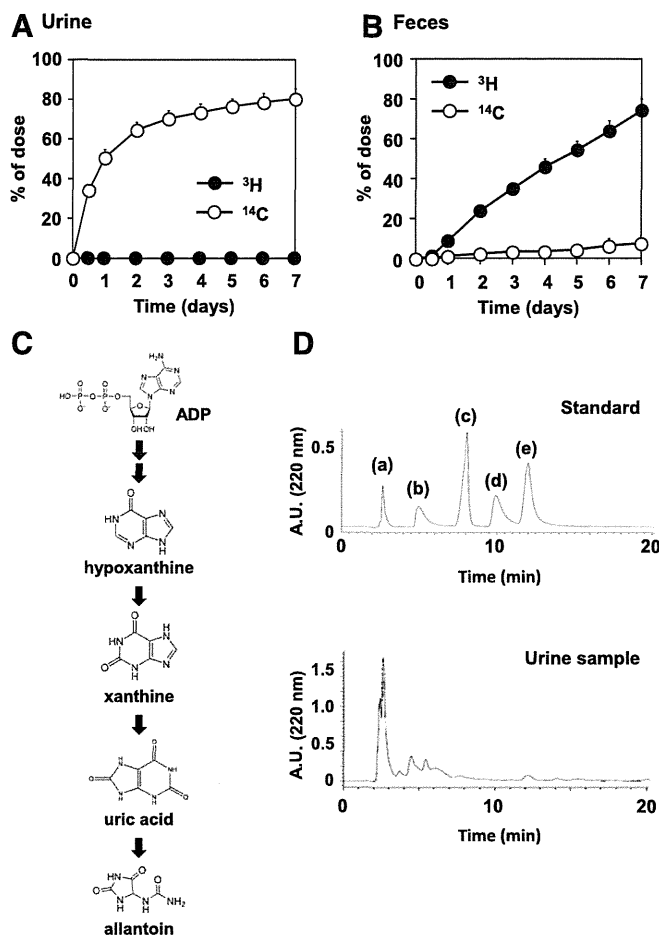 A Urine
100
80
60
40
20
0
% of dose
³H
¹⁴C
0 1 2 3 4 5 6 7
Time (days)
B Feces
100
80
60
40
20
0
% of dose
³H
¹⁴C
0 1 2 3 4 5 6 7
Time (days)
C
ADP
hypoxanthine
xanthine
uric acid
allantoin
D
Standard
0.5
0
A.U. (220 nm)
(a)
(b)
(c)
(d)
(e)
0 10 20
Time (min)
Urine sample
1.5
1.0
0.5
0
A.U. (220 nm)
0 10 20
Time (min)